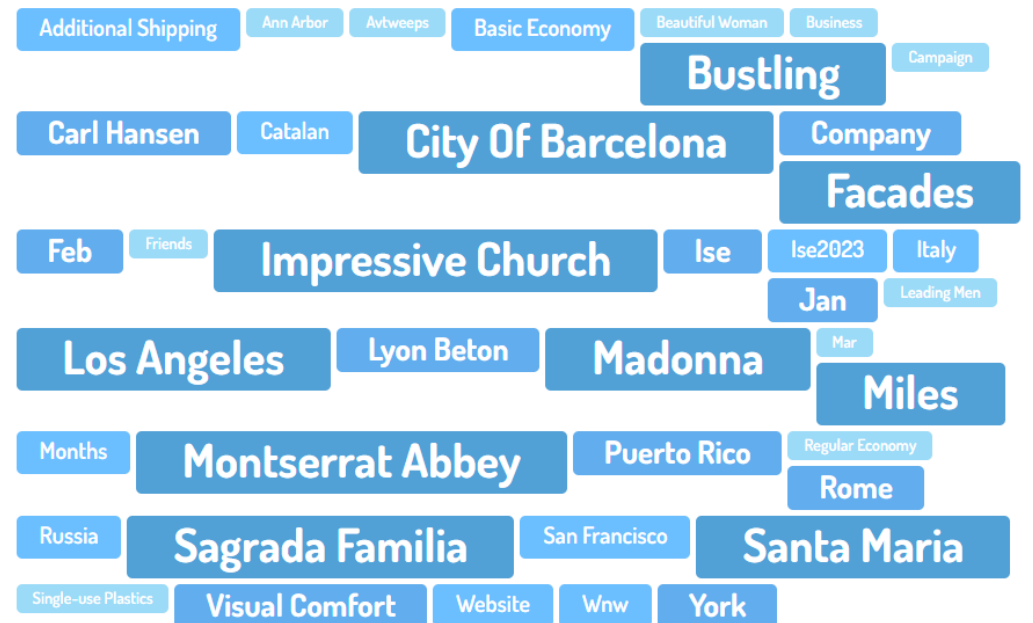 Additional Shipping Ann Arbor Avtweeps Basic Economy Beautiful Woman Business
Bustling Campaign
Carl Hansen Catalan City Of Barcelona Company
Facades
Feb Friends Impressive Church Ise Ise2023 Italy
Jan Leading Men
Los Angeles Lyon Beton Madonna Mar
Miles
Months Montserrat Abbey Puerto Rico Regular Economy
Rome
Russia Sagrada Familia San Francisco Santa Maria
Single-use Plastics Visual Comfort Website Wnw York